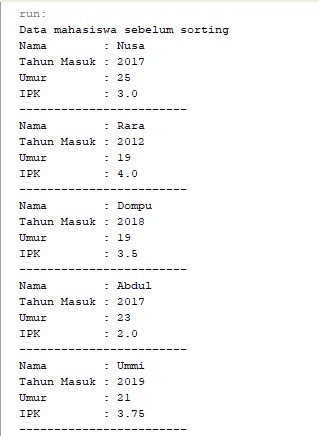 run:
Data mahasiswa sebelum sorting
Nama        : Nusa
Tahun Masuk : 2017
Umur        : 25
IPK         : 3.0
------------------------
Nama        : Rara
Tahun Masuk : 2012
Umur        : 19
IPK         : 4.0
------------------------
Nama        : Dompu
Tahun Masuk : 2018
Umur        : 19
IPK         : 3.5
------------------------
Nama        : Abdul
Tahun Masuk : 2017
Umur        : 23
IPK         : 2.0
------------------------
Nama        : Ummi
Tahun Masuk : 2019
Umur        : 21
IPK         : 3.75
------------------------